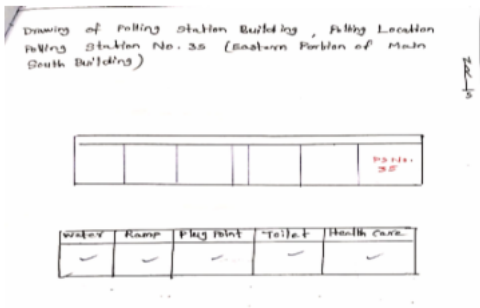 Drawing of Polling Station Building, Polling Location
Polling Station No. 35 (Eastern Portion of Main
South Building)
PS No.
35
Water Ramp Plug Point Toilet Health Care
✓ ✓ ✓ ✓ ✓